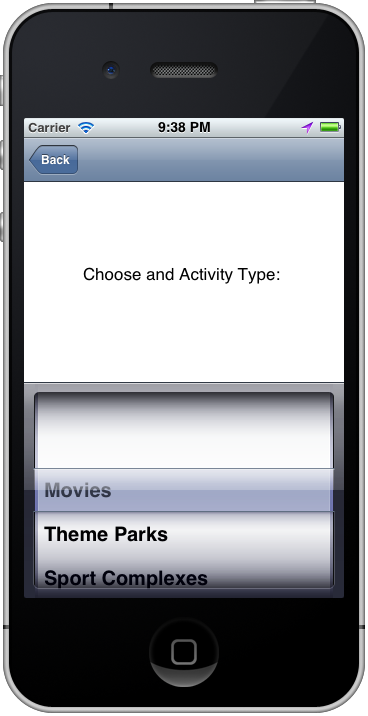 Carrier 9:38 PM
Back
Choose and Activity Type:
Movies
Theme Parks
Sport Complexes